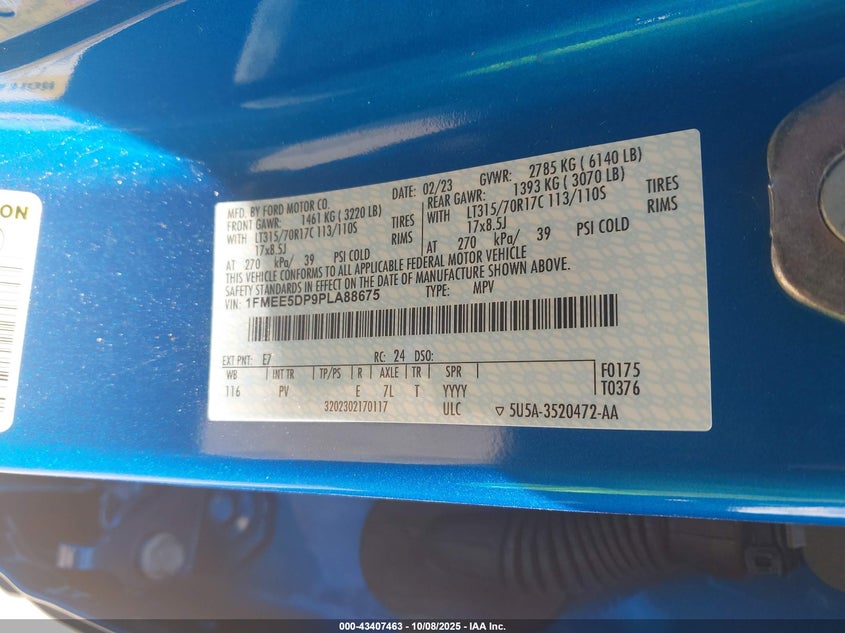 ON
MFD. BY FORD MOTOR CO.
DATE: 02/23
GVWR: 2785 KG ( 6140 LB)
FRONT GAWR: 1461 KG ( 3220 LB)
REAR GAWR: 1393 KG ( 3070 LB)
WITH LT315/70R17C 113/110S TIRES
WITH LT315/70R17C 113/110S TIRES
17x8.5J RIMS
17x8.5J RIMS
AT 270 kPa/ 39 PSI COLD
AT 270 kPa/ 39 PSI COLD
THIS VEHICLE CONFORMS TO ALL APPLICABLE FEDERAL MOTOR VEHICLE
SAFETY STANDARDS IN EFFECT ON THE DATE OF MANUFACTURE SHOWN ABOVE.
VIN: 1FMEE5DP9PLA88675
TYPE: MPV
EXT PNT: E7 RC: 24 DSO:
WB INT TR TP/PS R AXLE TR SPR F0175
116 PV E 7L T YYYY T0376
3202302170117 ULC ▽ 5U5A-3520472-AA
000-43407463 - 10/08/2025 - IAA Inc.